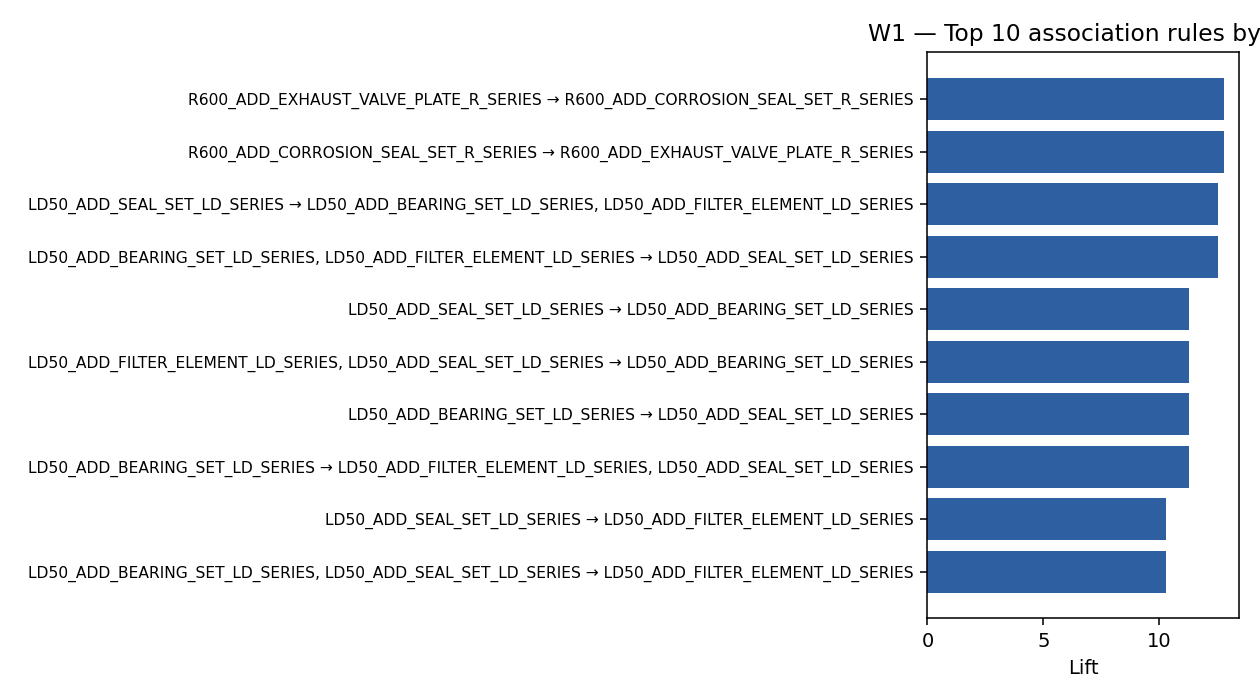 W1 — Top 10 association rules by
R600_ADD_EXHAUST_VALVE_PLATE_R_SERIES → R600_ADD_CORROSION_SEAL_SET_R_SERIES
R600_ADD_CORROSION_SEAL_SET_R_SERIES → R600_ADD_EXHAUST_VALVE_PLATE_R_SERIES
LD50_ADD_SEAL_SET_LD_SERIES → LD50_ADD_BEARING_SET_LD_SERIES, LD50_ADD_FILTER_ELEMENT_LD_SERIES
LD50_ADD_BEARING_SET_LD_SERIES, LD50_ADD_FILTER_ELEMENT_LD_SERIES → LD50_ADD_SEAL_SET_LD_SERIES
LD50_ADD_SEAL_SET_LD_SERIES → LD50_ADD_BEARING_SET_LD_SERIES
LD50_ADD_FILTER_ELEMENT_LD_SERIES, LD50_ADD_SEAL_SET_LD_SERIES → LD50_ADD_BEARING_SET_LD_SERIES
LD50_ADD_BEARING_SET_LD_SERIES → LD50_ADD_SEAL_SET_LD_SERIES
LD50_ADD_BEARING_SET_LD_SERIES → LD50_ADD_FILTER_ELEMENT_LD_SERIES, LD50_ADD_SEAL_SET_LD_SERIES
LD50_ADD_SEAL_SET_LD_SERIES → LD50_ADD_FILTER_ELEMENT_LD_SERIES
LD50_ADD_BEARING_SET_LD_SERIES, LD50_ADD_SEAL_SET_LD_SERIES → LD50_ADD_FILTER_ELEMENT_LD_SERIES
0 5 10
Lift